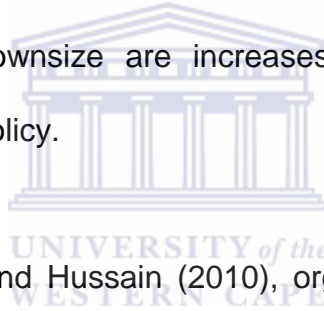 ownsize are increases
olicy.
UNIVERSITY of the
nd Hussain (2010), org
WESTERN CAPE